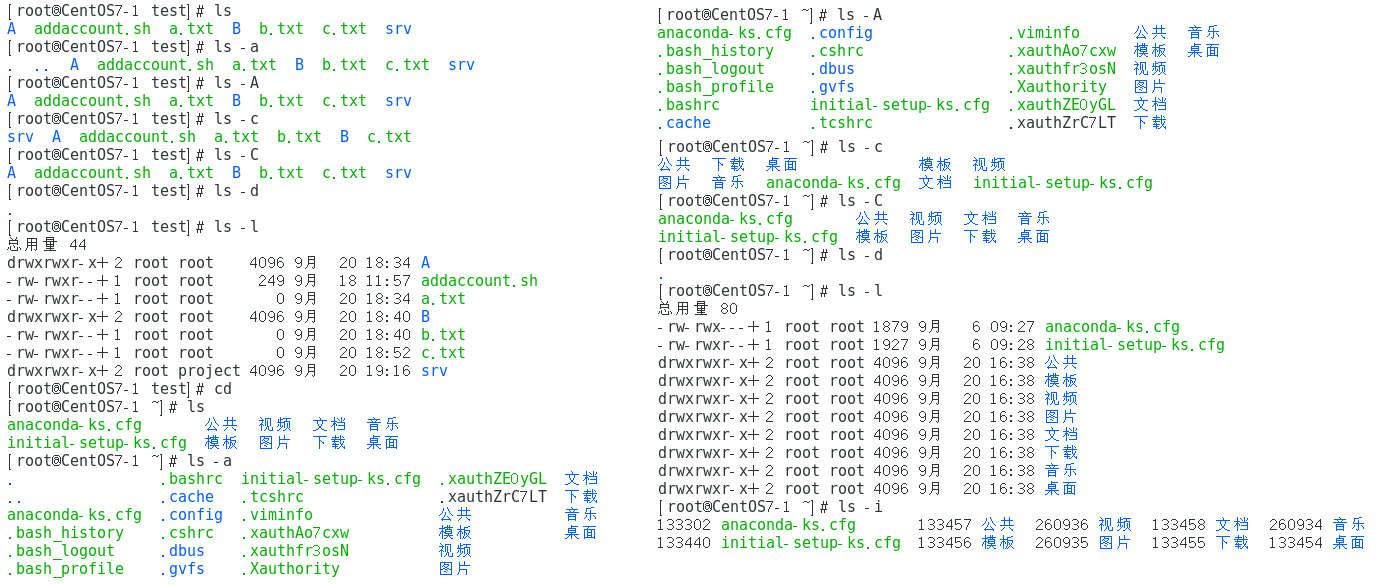 [root@CentOS7-1 test]# ls
A  addaccount.sh  a.txt  B  b.txt  c.txt  srv
[root@CentOS7-1 test]# ls -a
.  ..  A  addaccount.sh  a.txt  B  b.txt  c.txt  srv
[root@CentOS7-1 test]# ls -A
A  addaccount.sh  a.txt  B  b.txt  c.txt  srv
[root@CentOS7-1 test]# ls -c
srv  A  addaccount.sh  a.txt  b.txt  B  c.txt
[root@CentOS7-1 test]# ls -C
A  addaccount.sh  a.txt  B  b.txt  c.txt  srv
[root@CentOS7-1 test]# ls -d
.
[root@CentOS7-1 test]# ls -l
总用量 44
drwxrwxr-x+ 2 root root    4096 9月  20 18:34 A
-rw-rwxr--+ 1 root root     249 9月  18 11:57 addaccount.sh
-rw-rwxr--+ 1 root root       0 9月  20 18:34 a.txt
drwxrwxr-x+ 2 root root    4096 9月  20 18:40 B
-rw-rwxr--+ 1 root root       0 9月  20 18:40 b.txt
-rw-rwxr--+ 1 root root       0 9月  20 18:52 c.txt
drwxrwxr-x+ 2 root project 4096 9月  20 19:16 srv
[root@CentOS7-1 test]# cd
[root@CentOS7-1 ~]# ls
anaconda-ks.cfg       公共  视频  文档  音乐
initial-setup-ks.cfg  模板  图片  下载  桌面
[root@CentOS7-1 ~]# ls -a
.                .bashrc  initial-setup-ks.cfg  .xauthZE0yGL  文档
..               .cache   .tcshrc               .xauthZrC7LT  下载
anaconda-ks.cfg  .config  .viminfo              公共          音乐
.bash_history    .cshrc   .xauthAo7cxw          模板          桌面
.bash_logout     .dbus    .xauthfr3osN          视频
.bash_profile    .gvfs    .Xauthority           图片
[root@CentOS7-1 ~]# ls -A
anaconda-ks.cfg  .config               .viminfo      公共  音乐
.bash_history    .cshrc                .xauthAo7cxw  模板  桌面
.bash_logout     .dbus                 .xauthfr3osN  视频
.bash_profile    .gvfs                 .Xauthority   图片
.bashrc          initial-setup-ks.cfg  .xauthZE0yGL  文档
.cache           .tcshrc               .xauthZrC7LT  下载
[root@CentOS7-1 ~]# ls -c
公共  下载  桌面             模板  视频
图片  音乐  anaconda-ks.cfg  文档  initial-setup-ks.cfg
[root@CentOS7-1 ~]# ls -C
anaconda-ks.cfg       公共  视频  文档  音乐
initial-setup-ks.cfg  模板  图片  下载  桌面
[root@CentOS7-1 ~]# ls -d
.
[root@CentOS7-1 ~]# ls -l
总用量 80
-rw-rwx---+ 1 root root 1879 9月   6 09:27 anaconda-ks.cfg
-rw-rwxr--+ 1 root root 1927 9月   6 09:28 initial-setup-ks.cfg
drwxrwxr-x+ 2 root root 4096 9月  20 16:38 公共
drwxrwxr-x+ 2 root root 4096 9月  20 16:38 模板
drwxrwxr-x+ 2 root root 4096 9月  20 16:38 视频
drwxrwxr-x+ 2 root root 4096 9月  20 16:38 图片
drwxrwxr-x+ 2 root root 4096 9月  20 16:38 文档
drwxrwxr-x+ 2 root root 4096 9月  20 16:38 下载
drwxrwxr-x+ 2 root root 4096 9月  20 16:38 音乐
drwxrwxr-x+ 2 root root 4096 9月  20 16:38 桌面
[root@CentOS7-1 ~]# ls -i
133302 anaconda-ks.cfg       133457 公共  260936 视频  133458 文档  260934 音乐
133440 initial-setup-ks.cfg  133456 模板  260935 图片  133455 下载  133454 桌面